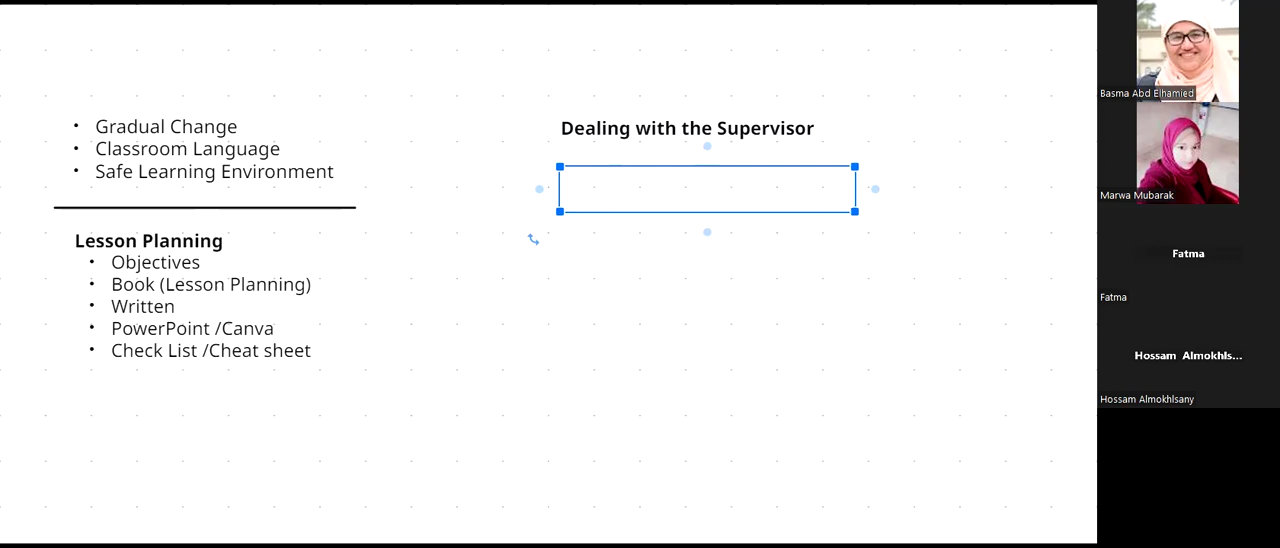 • Gradual Change
• Classroom Language
• Safe Learning Environment
Lesson Planning
• Objectives
• Book (Lesson Planning)
• Written
• PowerPoint /Canva
• Check List /Cheat sheet
Dealing with the Supervisor
Basma Abd Elhamied
Marwa Mubarak
Fatma
Fatma
Hossam Almokhls...
Hossam Almokhlsany